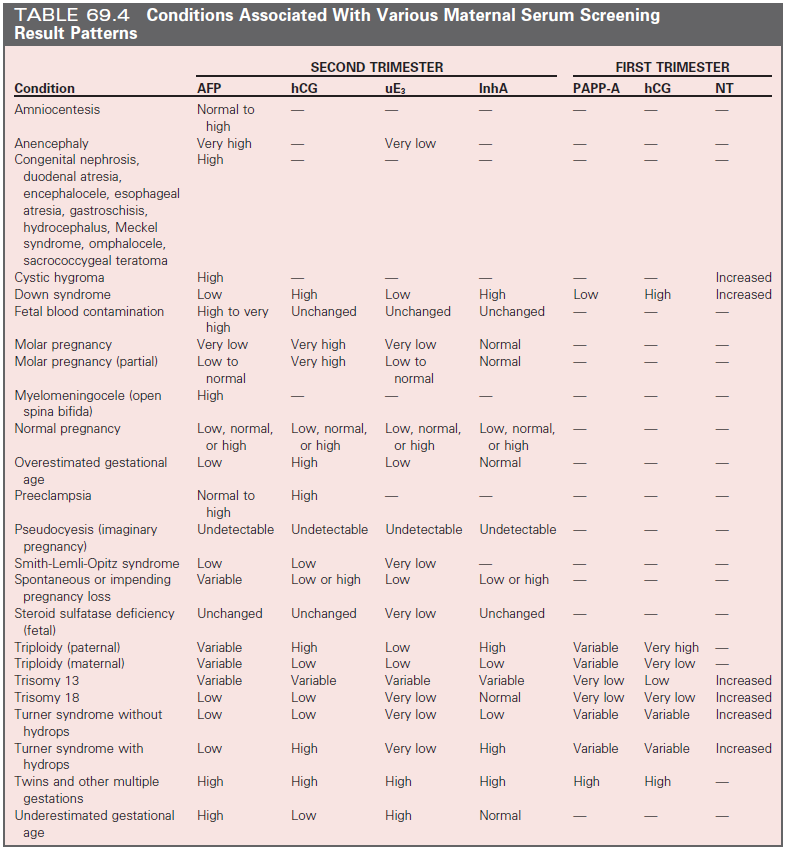 TABLE 69.4 Conditions Associated With Various Maternal Serum Screening
Result Patterns
SECOND TRIMESTER FIRST TRIMESTER
Condition AFP hCG uE₃ InhA PAPP-A hCG NT
Amniocentesis Normal to — — — — — —
high
Anencephaly Very high — Very low — — — —
Congenital nephrosis, High — — — — — —
duodenal atresia,
encephalocele, esophageal
atresia, gastroschisis,
hydrocephalus, Meckel
syndrome, omphalocele,
sacrococcygeal teratoma
Cystic hygroma High — — — — — Increased
Down syndrome Low High Low High Low High Increased
Fetal blood contamination High to very Unchanged Unchanged Unchanged — — —
high
Molar pregnancy Very low Very high Very low Normal — — —
Molar pregnancy (partial) Low to Very high Low to Normal — — —
normal normal
Myelomeningocele (open High — — — — — —
spina bifida)
Normal pregnancy Low, normal, Low, normal, Low, normal, Low, normal, — — —
or high or high or high or high
Overestimated gestational Low High Low Normal — — —
age
Preeclampsia Normal to High — — — — —
high
Pseudocyesis (imaginary Undetectable Undetectable Undetectable Undetectable — — —
pregnancy)
Smith-Lemli-Opitz syndrome Low Low Very low — — — —
Spontaneous or impending Variable Low or high Low Low or high — — —
pregnancy loss
Steroid sulfatase deficiency Unchanged Unchanged Very low Unchanged — — —
(fetal)
Triploidy (paternal) Variable High Low High Variable Very high —
Triploidy (maternal) Variable Low Low Low Variable Very low —
Trisomy 13 Variable Variable Variable Variable Very low Low Increased
Trisomy 18 Low Low Very low Normal Very low Very low Increased
Turner syndrome without Low Low Very low Low Variable Variable Increased
hydrops
Turner syndrome with Low High Very low High Variable Variable Increased
hydrops
Twins and other multiple High High High High High High —
gestations
Underestimated gestational High Low High Normal — — —
age